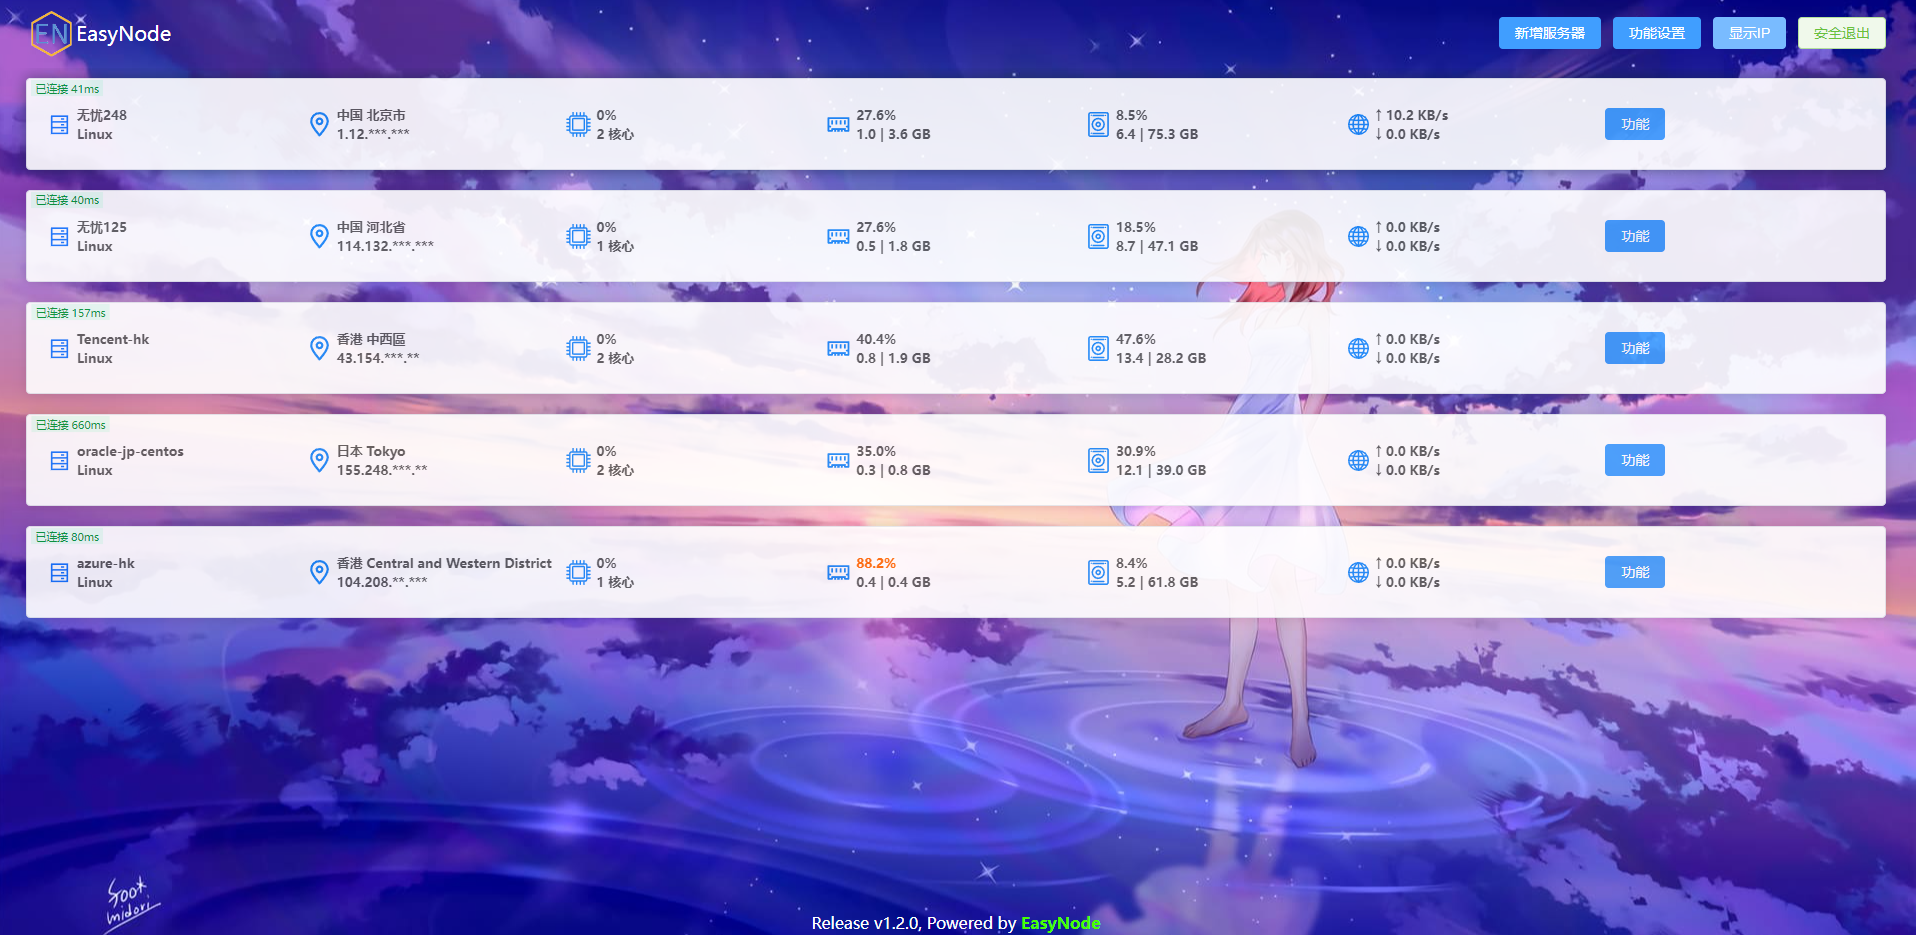 EN EasyNode
新增服务器 功能设置 显示IP 安全退出
已连接 41ms
无忧248 中国 北京市 0% 27.6% 8.5% ↑ 10.2 KB/s 功能
Linux 1.12.***.*** 2 核心 1.0 | 3.6 GB 6.4 | 75.3 GB ↓ 0.0 KB/s
已连接 40ms
无忧125 中国 河北省 0% 27.6% 18.5% ↑ 0.0 KB/s 功能
Linux 114.132.***.*** 1 核心 0.5 | 1.8 GB 8.7 | 47.1 GB ↓ 0.0 KB/s
已连接 157ms
Tencent-hk 香港 中西區 0% 40.4% 47.6% ↑ 0.0 KB/s 功能
Linux 43.154.***.** 2 核心 0.8 | 1.9 GB 13.4 | 28.2 GB ↓ 0.0 KB/s
已连接 660ms
oracle-jp-centos 日本 Tokyo 0% 35.0% 30.9% ↑ 0.0 KB/s 功能
Linux 155.248.***.** 2 核心 0.3 | 0.8 GB 12.1 | 39.0 GB ↓ 0.0 KB/s
已连接 80ms
azure-hk 香港 Central and Western District 0% 88.2% 8.4% ↑ 0.0 KB/s 功能
Linux 104.208.**.*** 1 核心 0.4 | 0.4 GB 5.2 | 61.8 GB ↓ 0.0 KB/s
midori
Release v1.2.0, Powered by EasyNode